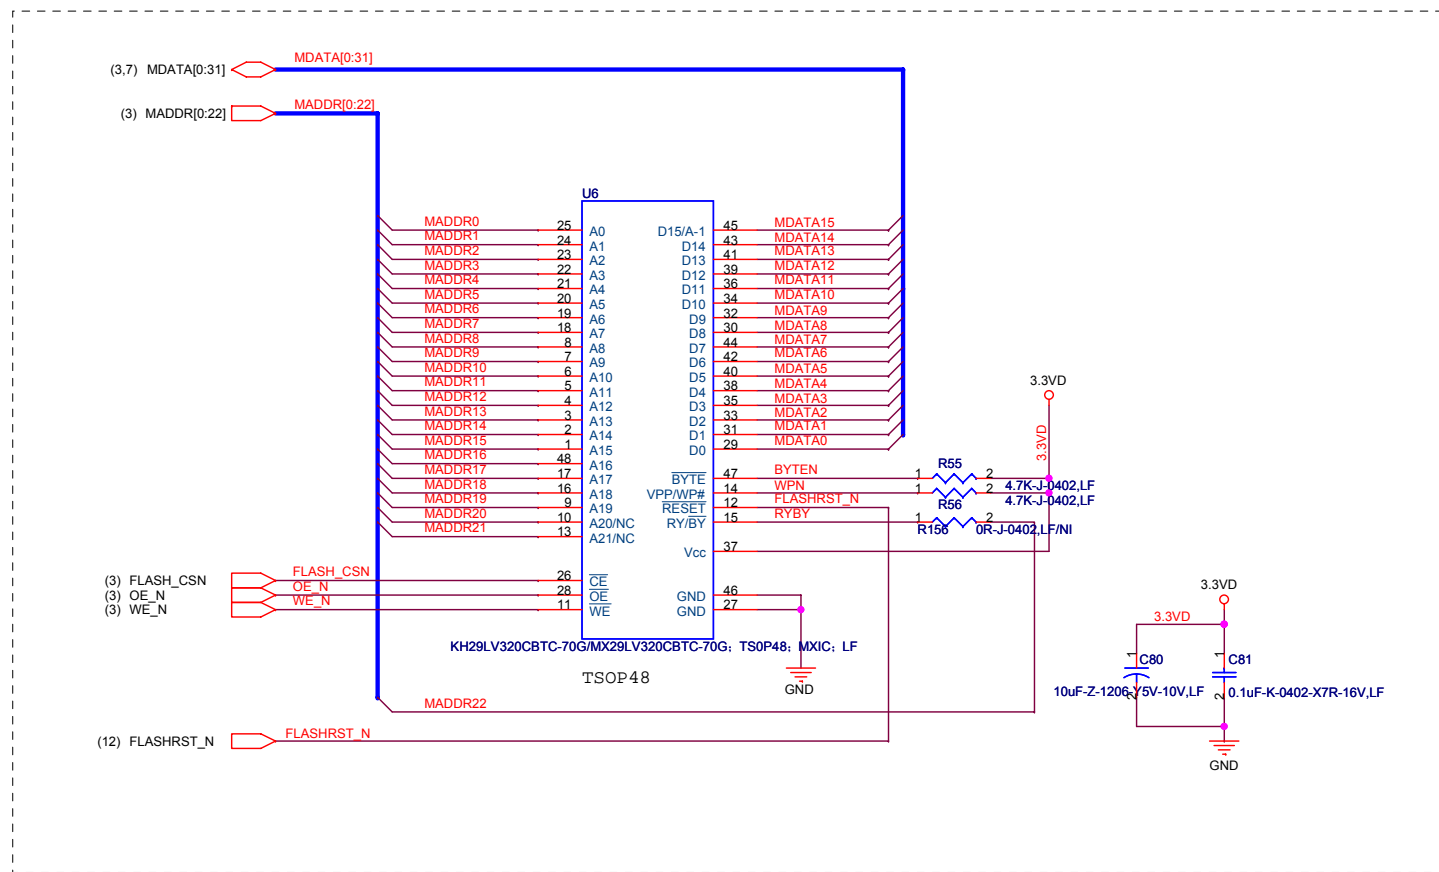 (3,7) MDATA[0:31] MDATA[0:31]
(3) MADDR[0:22] MADDR[0:22]
U6
MADDR0 25 A0 D15/A-1 45 MDATA15
MADDR1 24 A1 D14 43 MDATA14
MADDR2 23 A2 D13 41 MDATA13
MADDR3 22 A3 D12 39 MDATA12
MADDR4 21 A4 D11 36 MDATA11
MADDR5 20 A5 D10 34 MDATA10
MADDR6 19 A6 D9 32 MDATA9
MADDR7 18 A7 D8 30 MDATA8
MADDR8 8 A8 D7 44 MDATA7
MADDR9 7 A9 D6 42 MDATA6
MADDR10 6 A10 D5 40 MDATA5
MADDR11 5 A11 D4 38 MDATA4
MADDR12 4 A12 D3 35 MDATA3
MADDR13 3 A13 D2 33 MDATA2
MADDR14 2 A14 D1 31 MDATA1
MADDR15 1 A15 D0 29 MDATA0
MADDR16 48 A16
MADDR17 17 A17 BYTE 47 BYTEN 1 R55 2 4.7K-J-0402,LF
MADDR18 16 A18 VPP/WP# 14 WPN 1 R56 2 4.7K-J-0402,LF
MADDR19 9 A19 RESET 12 FLASHRST_N
MADDR20 10 A20/NC RY/BY 15 RYBY 1 R156 2 0R-J-0402,LF/NI
MADDR21 13 A21/NC
Vcc 37
3.3VD
3.3VD
(3) FLASH_CSN FLASH_CSN 26 CE
(3) OE_N OE_N 28 OE GND 46
(3) WE_N WE_N 11 WE GND 27
KH29LV320CBTC-70G/MX29LV320CBTC-70G; TS0P48; MXIC; LF
TSOP48
GND
MADDR22
(12) FLASHRST_N FLASHRST_N
3.3VD
3.3VD
1 C80 1 C81
10uF-Z-1206-Y5V-10V,LF 2 2 0.1uF-K-0402-X7R-16V,LF
GND